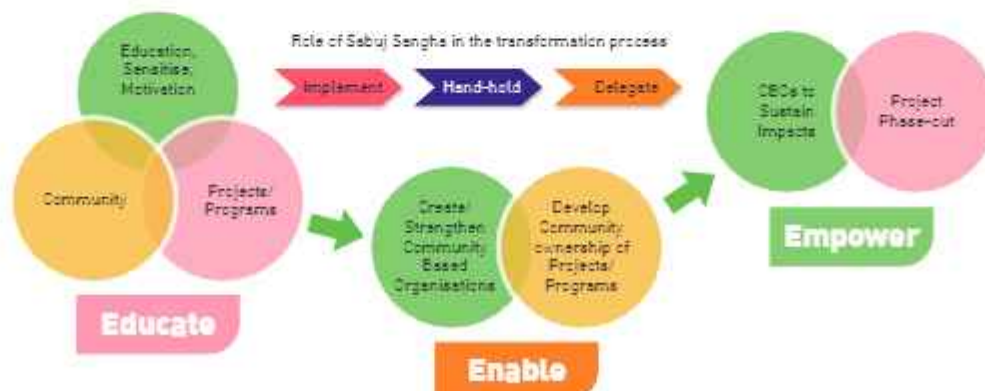 Role of Sabuj Sangha in the transformation process
Implement
Hand-hold
Delegate
Education,
Sensitise,
Motivation
Community
Projects/
Programs
Educate
Create/
Strengthen
Community
Based
Organisations
Develop
Community
ownership of
Projects/
Programs
Enable
CBOs to
Sustain
Impacts
Project
Phase-out
Empower